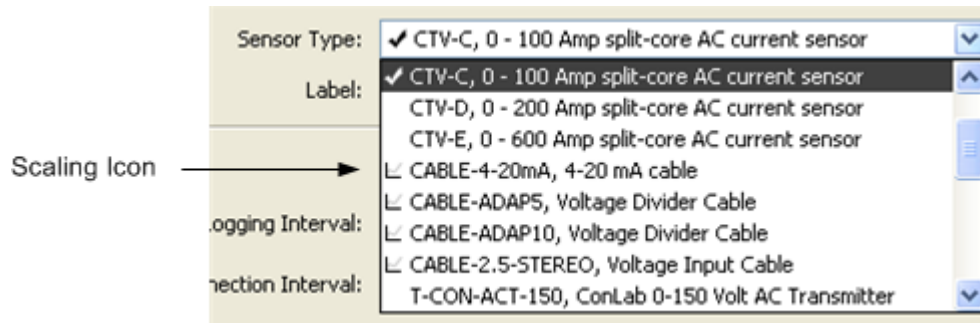 Sensor Type: ✔ CTV-C, 0 - 100 Amp split-core AC current sensor
Label: ✔ CTV-C, 0 - 100 Amp split-core AC current sensor
CTV-D, 0 - 200 Amp split-core AC current sensor
CTV-E, 0 - 600 Amp split-core AC current sensor
Scaling Icon CABLE-4-20mA, 4-20 mA cable
CABLE-ADAP5, Voltage Divider Cable
ogging Interval: CABLE-ADAP10, Voltage Divider Cable
CABLE-2.5-STEREO, Voltage Input Cable
nection Interval: T-CON-ACT-150, ConLab 0-150 Volt AC Transmitter